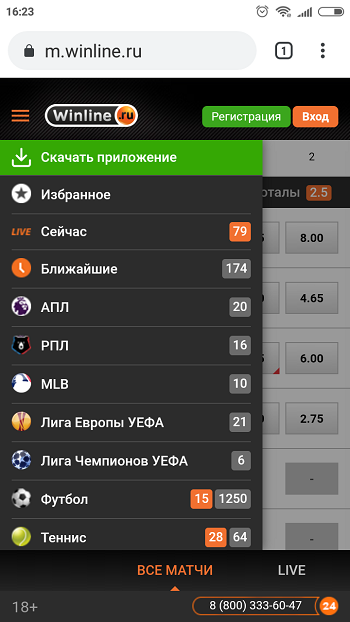 16:23
m.winline.ru
1
Winline.ru
Регистрация
Вход
Скачать приложение
2
Избранное
2.5
LIVE Сейчас 79
8.00
Ближайшие 174
АПЛ 20
4.65
РПЛ 16
6.00
MLB 10
Лига Европы УЕФА 21
2.75
Лига Чемпионов УЕФА 6
-
Футбол 15 1250
Теннис 28 64
-
ВСЕ МАТЧИ LIVE
18+ 8 (800) 333-60-47 24